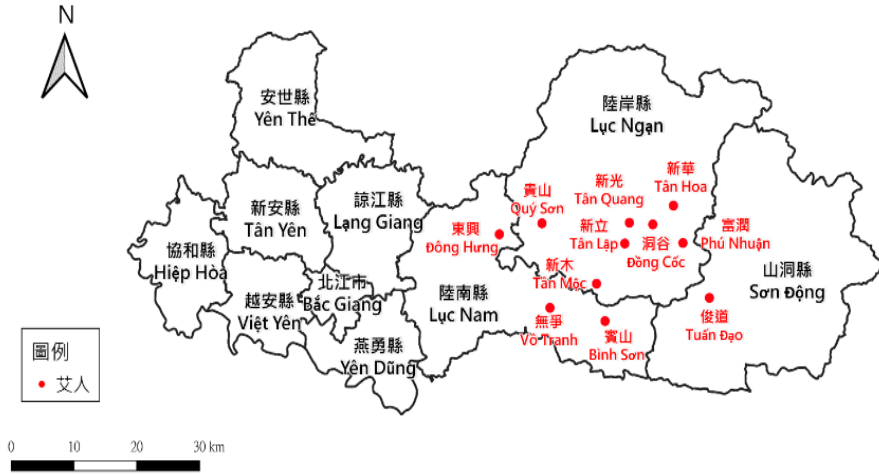 N
安世縣
Yên Thế
陸岸縣
Lục Ngạn
新安縣
Tân Yên
諒江縣
Lạng Giang
協和縣
Hiệp Hòa
越安縣
Việt Yên
北江市
Bắc Giang
燕勇縣
Yên Dũng
陸南縣
Lục Nam
山洞縣
Sơn Động
東興
Đông Hưng
貴山
Quý Sơn
新光
Tân Quang
新華
Tân Hoa
新立
Tân Lập
洞谷
Đồng Cốc
富潤
Phú Nhuận
新木
Tân Mộc
無爭
Vô Tranh
賓山
Bình Sơn
俊道
Tuấn Đạo
圖例
艾人
0 10 20 30 km